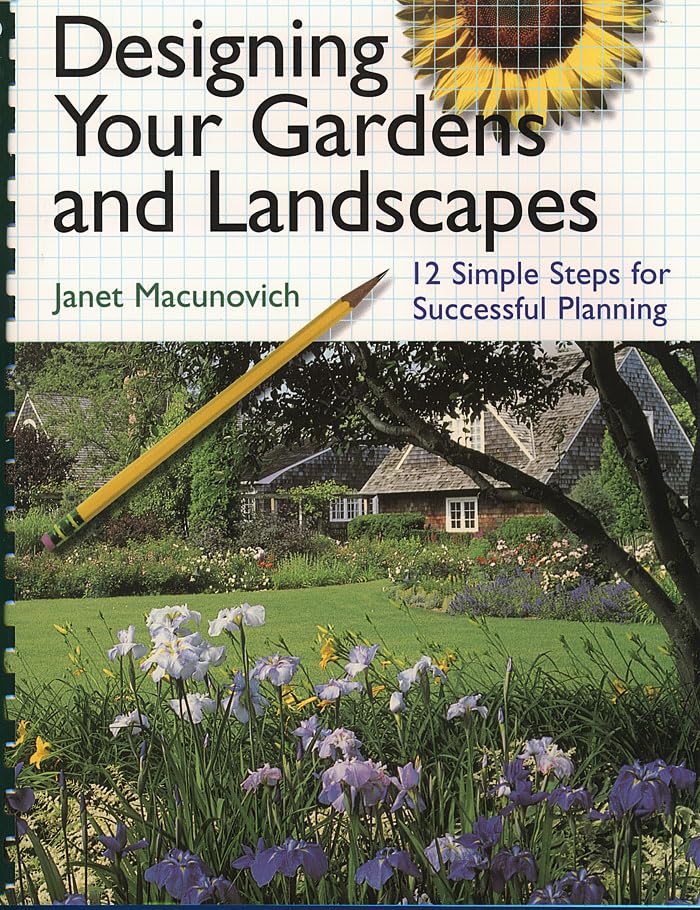 Designing
Your Gardens
and Landscapes
Janet Macunovich
12 Simple Steps for
Successful Planning